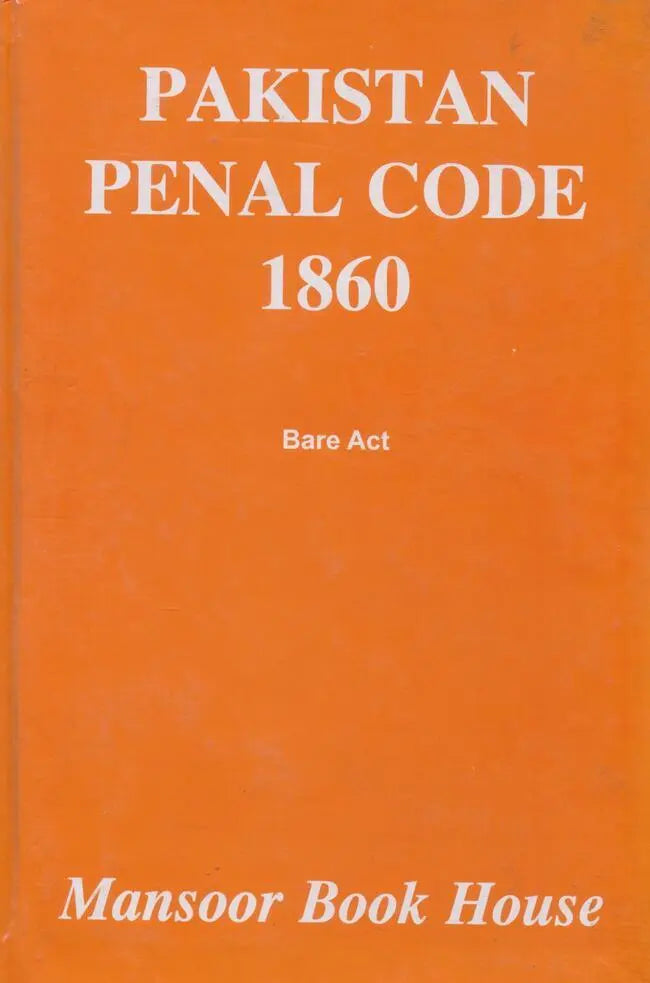 PAKISTAN
PENAL CODE
1860
Bare Act
Mansoor Book House